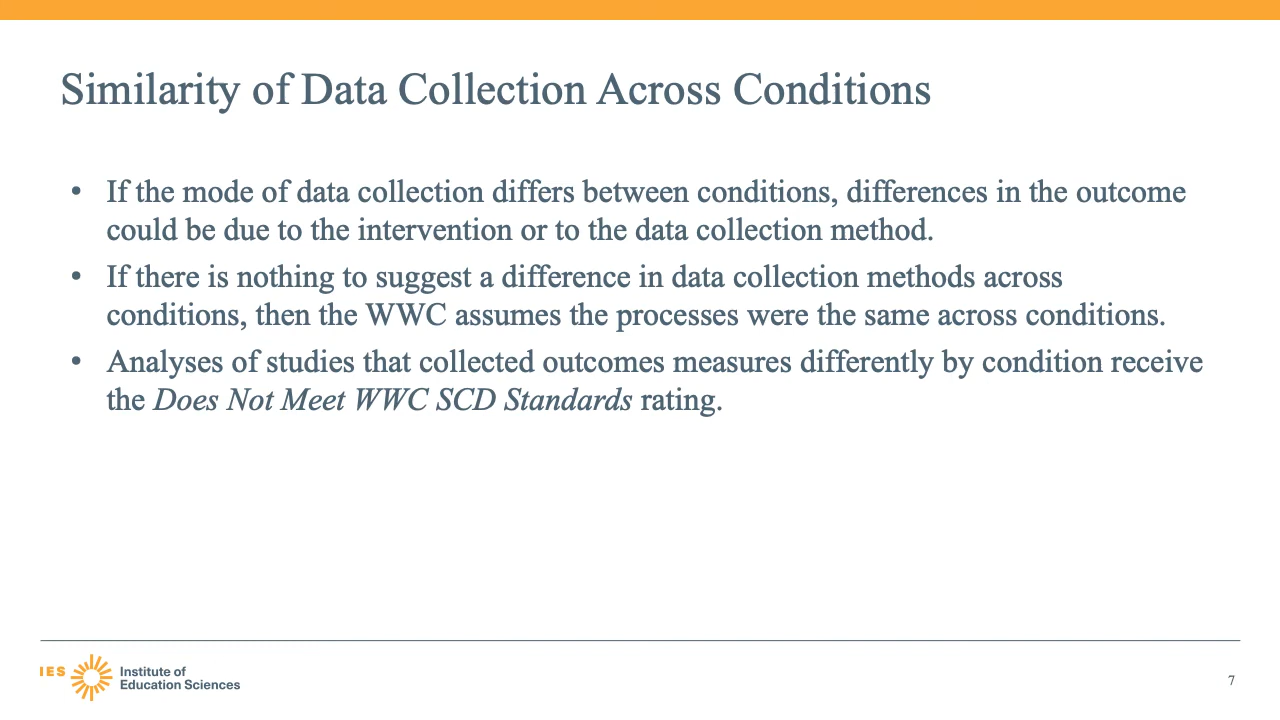 Similarity of Data Collection Across Conditions
• If the mode of data collection differs between conditions, differences in the outcome
could be due to the intervention or to the data collection method.
• If there is nothing to suggest a difference in data collection methods across
conditions, then the WWC assumes the processes were the same across conditions.
• Analyses of studies that collected outcomes measures differently by condition receive
the Does Not Meet WWC SCD Standards rating.
IES
Institute of
Education Sciences
7